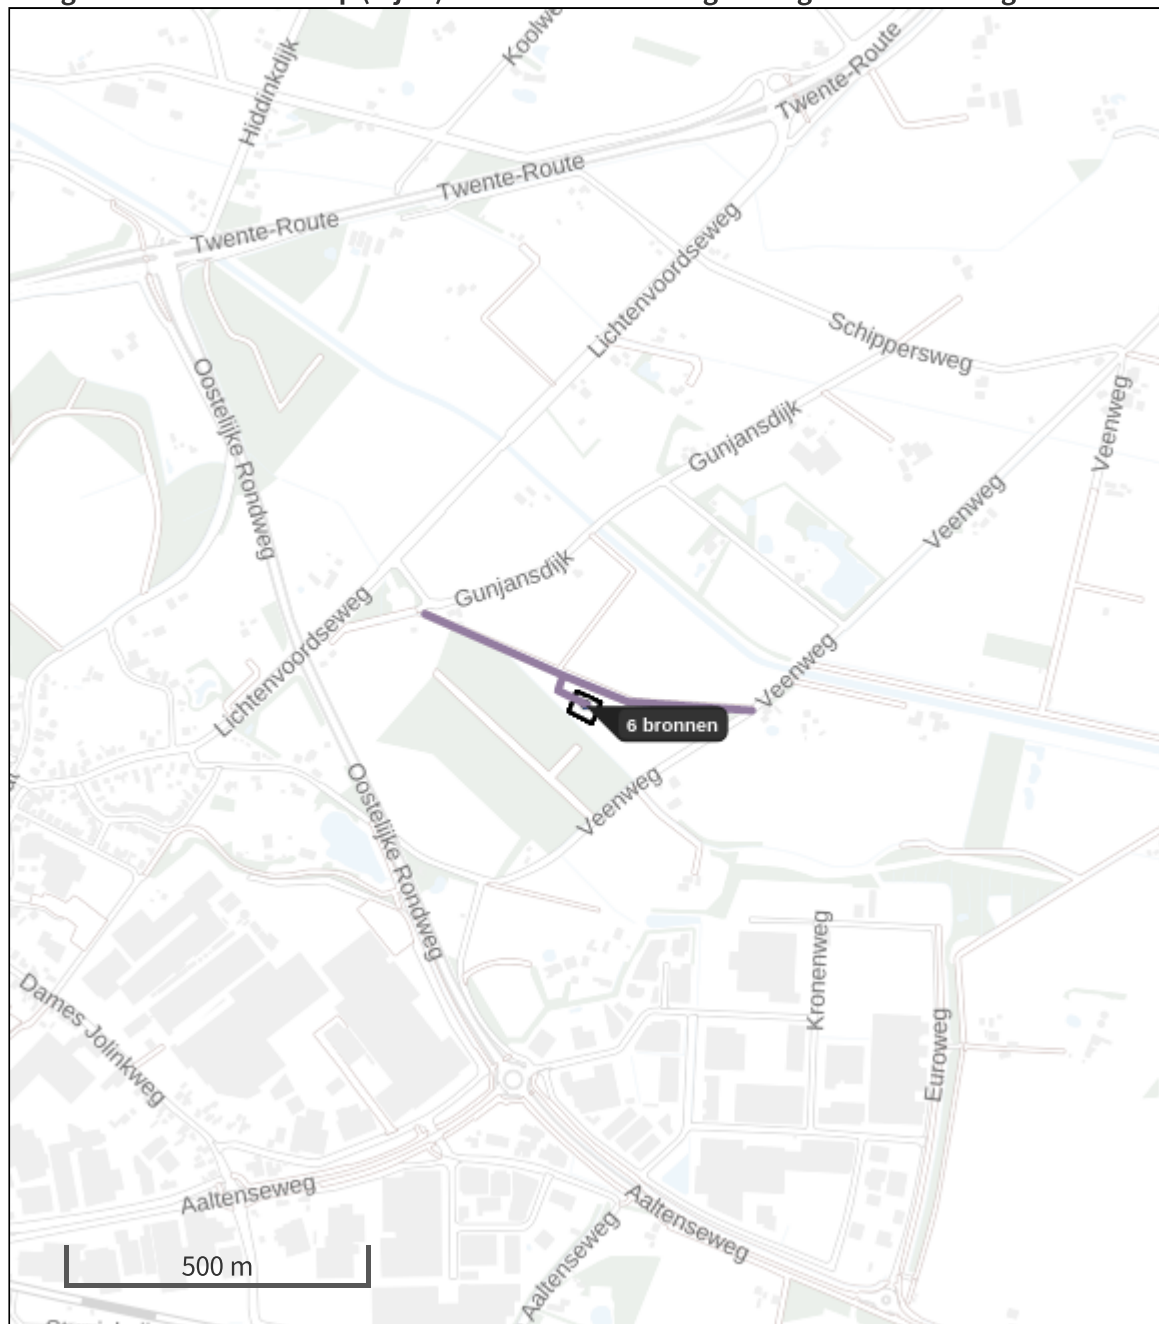 Koolwe
Hiddinkdijk
Twente-Route
Twente-Route
Twente-Route
Lichtenvoordseweg
Schippersweg
Oostelijke Rondweg
Gunjansdijk
Veenweg
Veenweg
Gunjansdijk
Lichtenvoordseweg
Veenweg
6 bronnen
Veenweg
Oostelijke Rondweg
Kronenweg
Dames Jolinkweg
Euroweg
Aaltenseweg
Aaltenseweg
Aaltenseweg
500 m